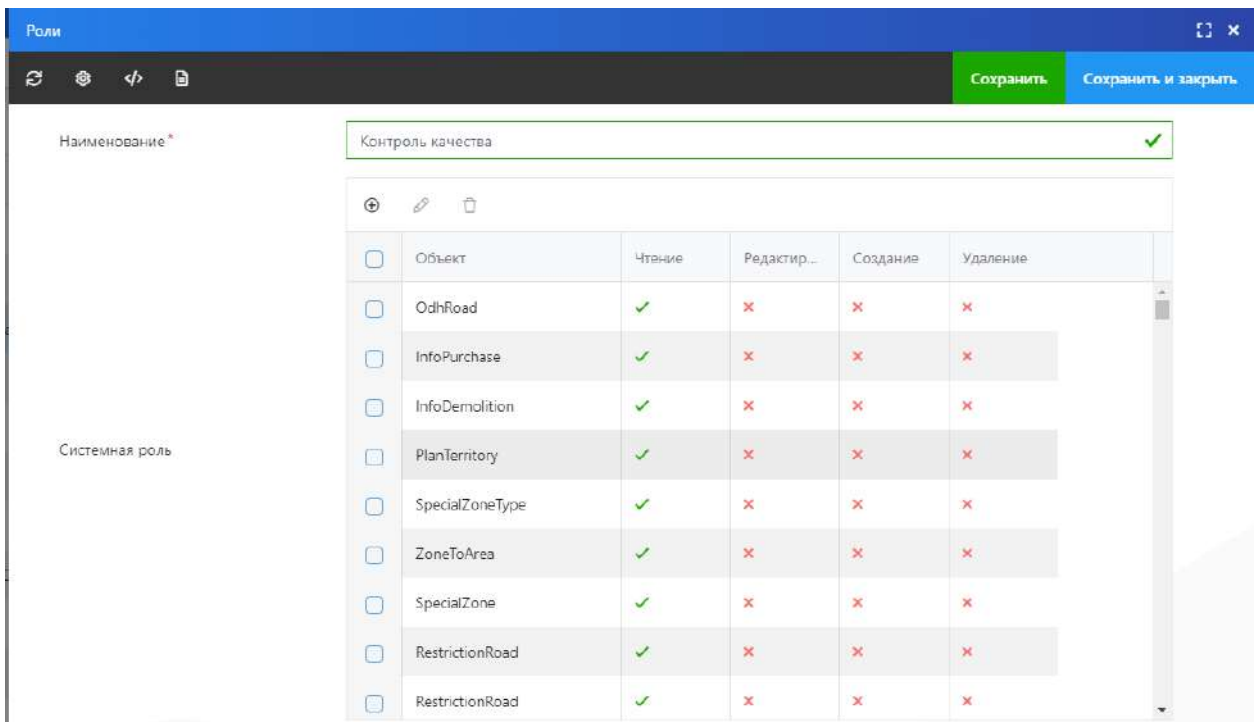 Роли
Сохранить Сохранить и закрыть
Наименование* Контроль качества
Объект Чтение Редактир... Создание Удаление
OdhRoad
InfoPurchase
InfoDemolition
Системная роль PlanTerritory
SpecialZoneType
ZoneToArea
SpecialZone
RestrictionRoad
RestrictionRoad